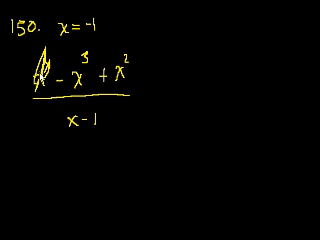 150. x = -1
- x³ + x²
x - 1